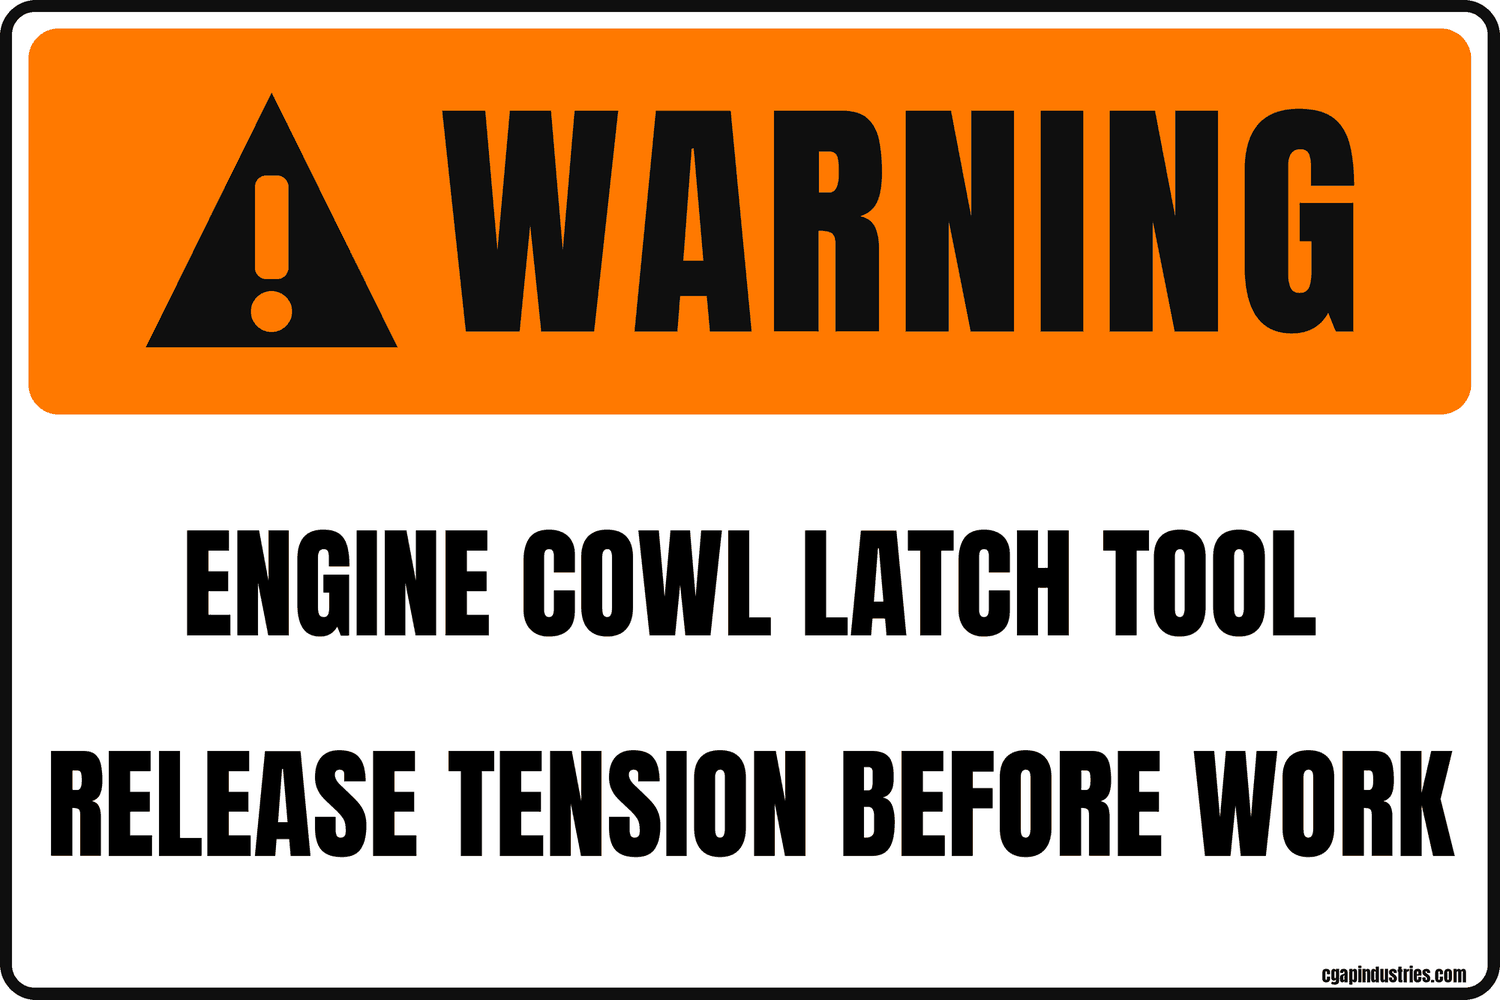 WARNING
ENGINE COWL LATCH TOOL
RELEASE TENSION BEFORE WORK
cgapindustries.com